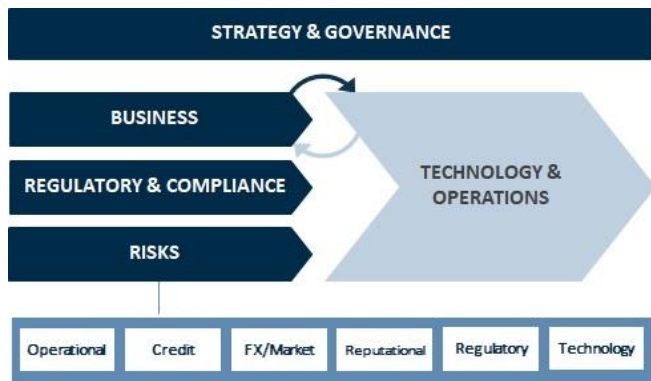 STRATEGY & GOVERNANCE
BUSINESS
REGULATORY & COMPLIANCE
RISKS
TECHNOLOGY &
OPERATIONS
Operational
Credit
FX/Market
Reputational
Regulatory
Technology